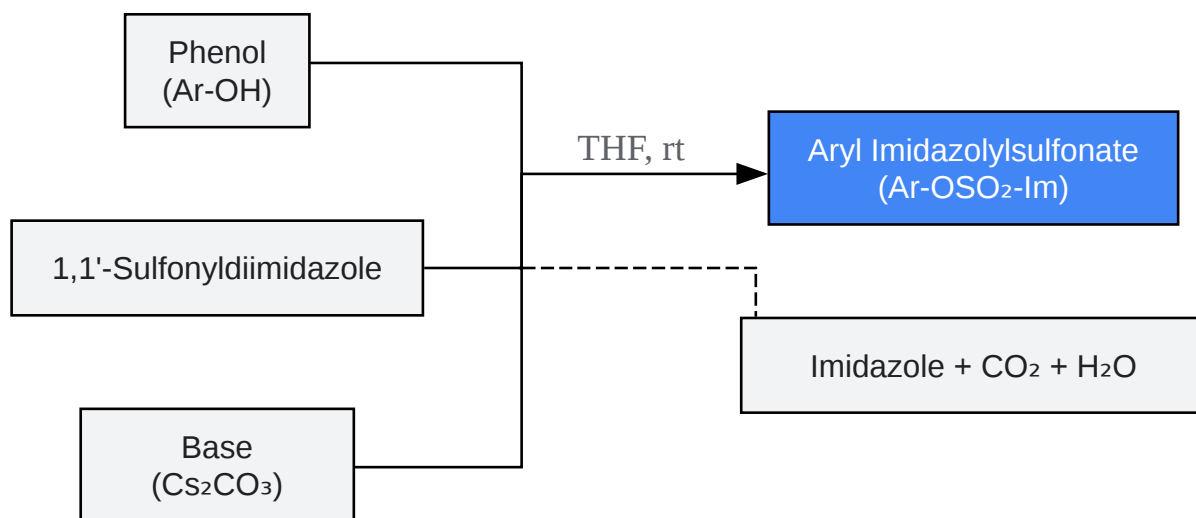 Phenol
(Ar-OH)
THF, rt
Aryl Imidazolylsulfonate
(Ar-OSO₂-Im)
1,1'-Sulfonyldiimidazole
Imidazole + CO₂ + H₂O
Base
(Cs₂CO₃)